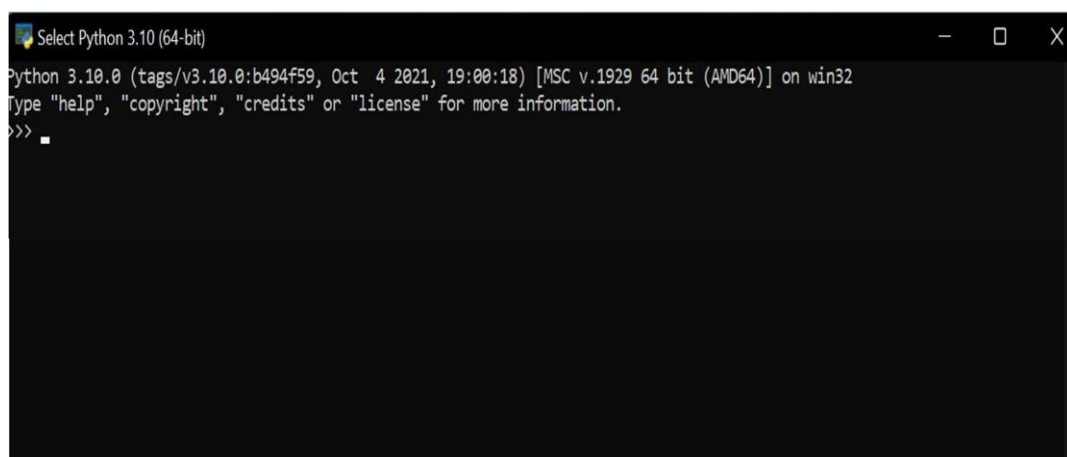 Select Python 3.10 (64-bit)
Python 3.10.0 (tags/v3.10.0:b494f59, Oct  4 2021, 19:00:18) [MSC v.1929 64 bit (AMD64)] on win32
Type "help", "copyright", "credits" or "license" for more information.
>>>